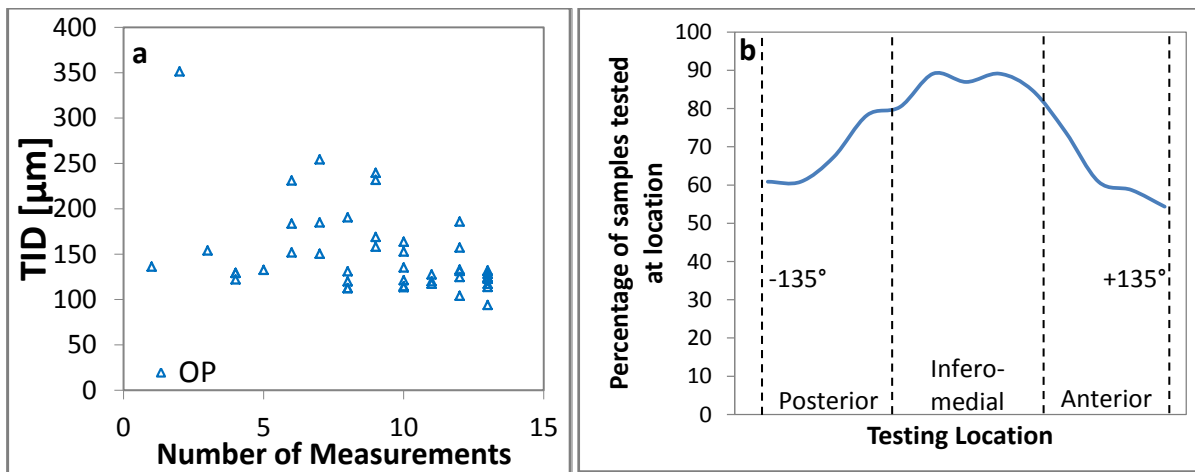 a
TID [µm]
400
350
300
250
200
150
100
50
0
OP
0 5 10 15
Number of Measurements
b
Percentage of samples tested
at location
100
90
80
70
60
50
40
30
20
10
0
-135° +135°
Posterior
Infero-
medial
Anterior
Testing Location